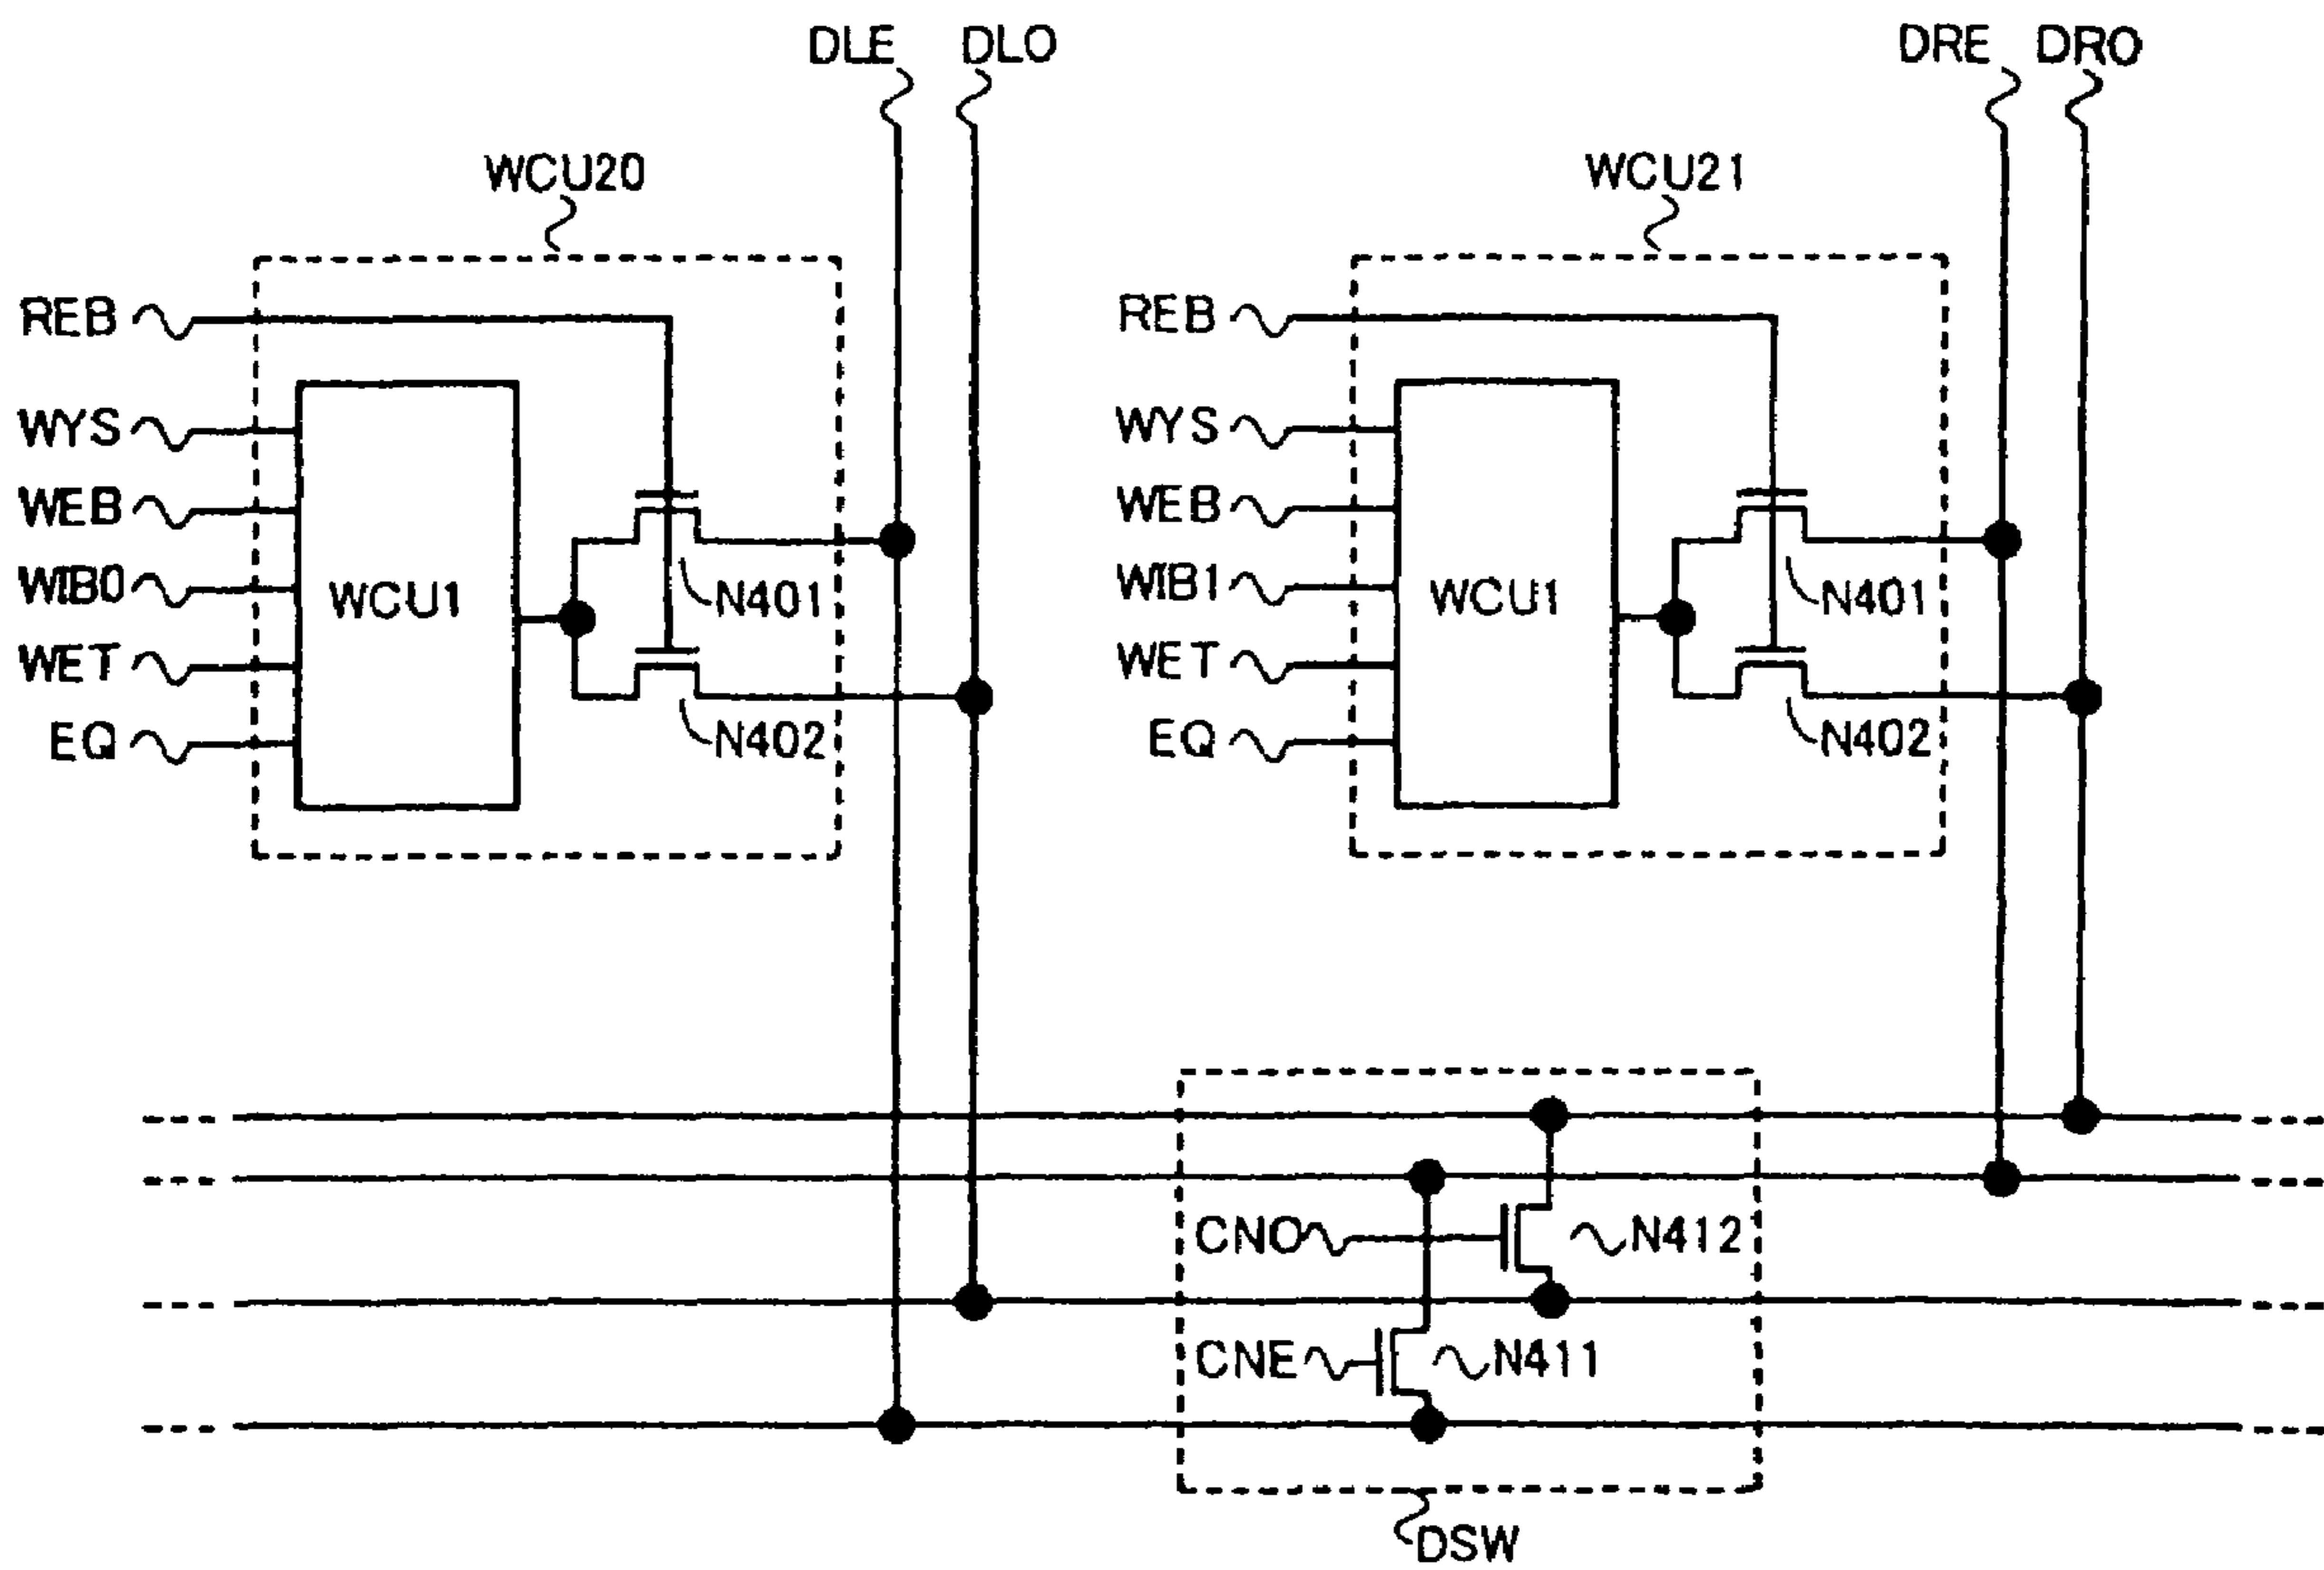 DLE DLO DRE DRO
WCU20 WCU21
REB REB
WYS WYS
WEB WEB
WIB0 WCU1 N401 WIB1 WCU1 N401
WET WET
EQ N402 EQ N402
CNO N412
CNE N411
DSW